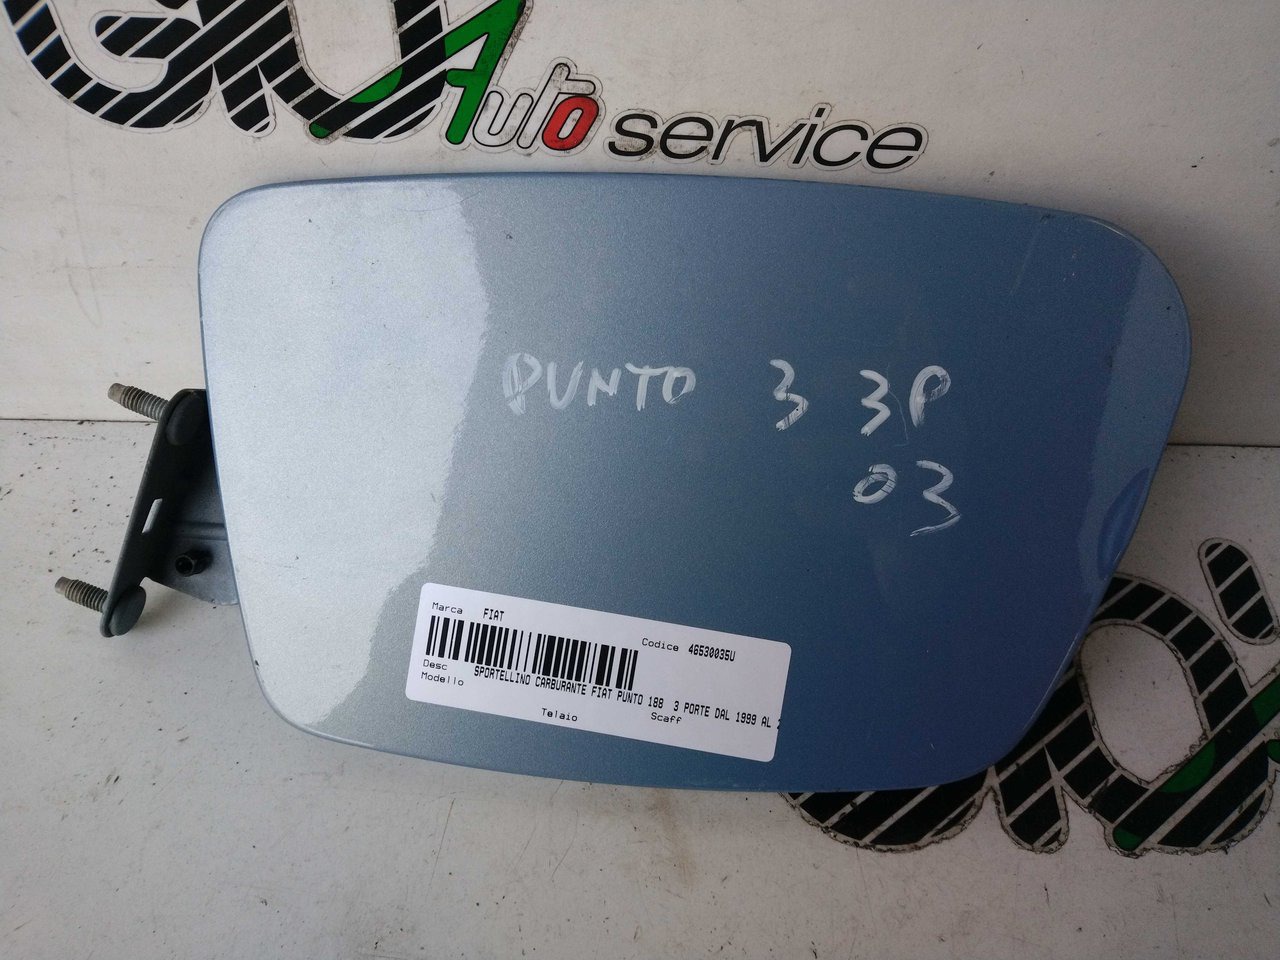 Auto service
PUNTO 3 3P
03
Marca FIAT
Codice 46530035U
Desc SPORTELLINO CARBURANTE FIAT PUNTO 188 3 PORTE DAL 1999 AL
Modello
Telaio Scaff